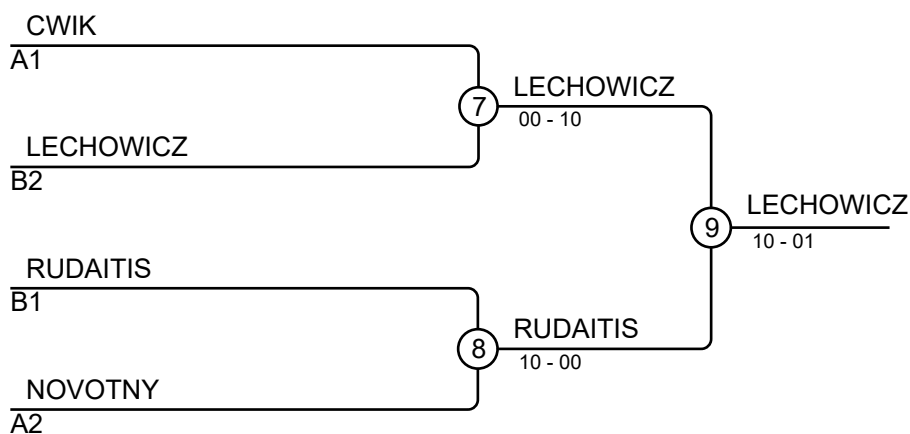 CWIK
A1
7
LECHOWICZ
00 - 10
LECHOWICZ
B2
9
LECHOWICZ
10 - 01
RUDAITIS
B1
8
RUDAITIS
10 - 00
NOVOTNY
A2